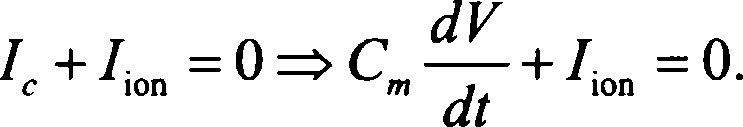 I_c + I_ion = 0 ⇒ C_m dV/dt + I_ion = 0.